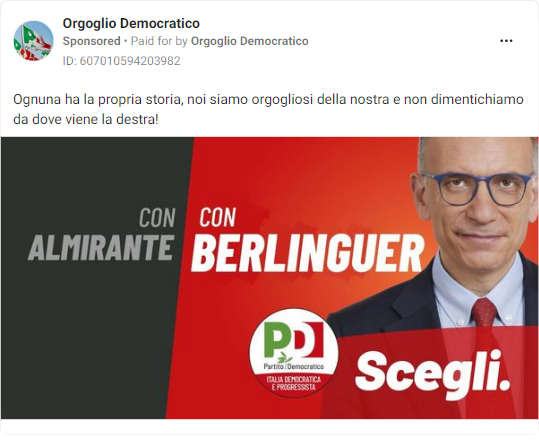 Orgoglio Democratico
Sponsored • Paid for by Orgoglio Democratico
ID: 607010594203982
Ognuna ha la propria storia, noi siamo orgogliosi della nostra e non dimentichiamo
da dove viene la destra!
CON
ALMIRANTE
CON
BERLINGUER
PD
Partito Democratico
ITALIA DEMOCRATICA
E PROGRESSISTA
Scegli.